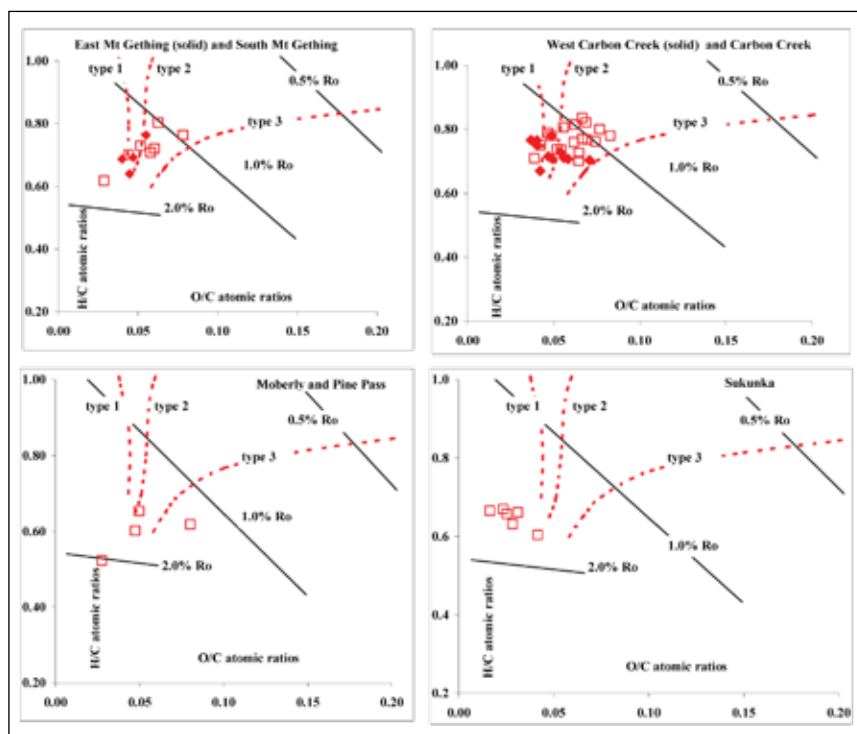 East Mt Gething (solid) and South Mt Gething
1.00
type 1
type 2
0.5% Ro
0.80
type 3
1.0% Ro
0.60
2.0% Ro
0.40
H/C atomic ratios
O/C atomic ratios
0.20
0.00 0.05 0.10 0.15 0.20
West Carbon Creek (solid) and Carbon Creek
1.00
type 1
type 2
0.5% Ro
0.80
type 3
1.0% Ro
0.60
2.0% Ro
0.40
H/C atomic ratios
O/C atomic ratios
0.20
0.00 0.05 0.10 0.15 0.20
Moberly and Pine Pass
1.00
type 1
type 2
0.5% Ro
0.80
type 3
1.0% Ro
0.60
2.0% Ro
0.40
H/C atomic ratios
O/C atomic ratios
0.20
0.00 0.05 0.10 0.15 0.20
Sukunka
1
type 1
type 2
0.5% Ro
0.8
type 3
1.0% Ro
0.6
2.0% Ro
0.4
H/C atomic ratios
O/C atomic ratios
0.2
0.00 0.05 0.10 0.15 0.20